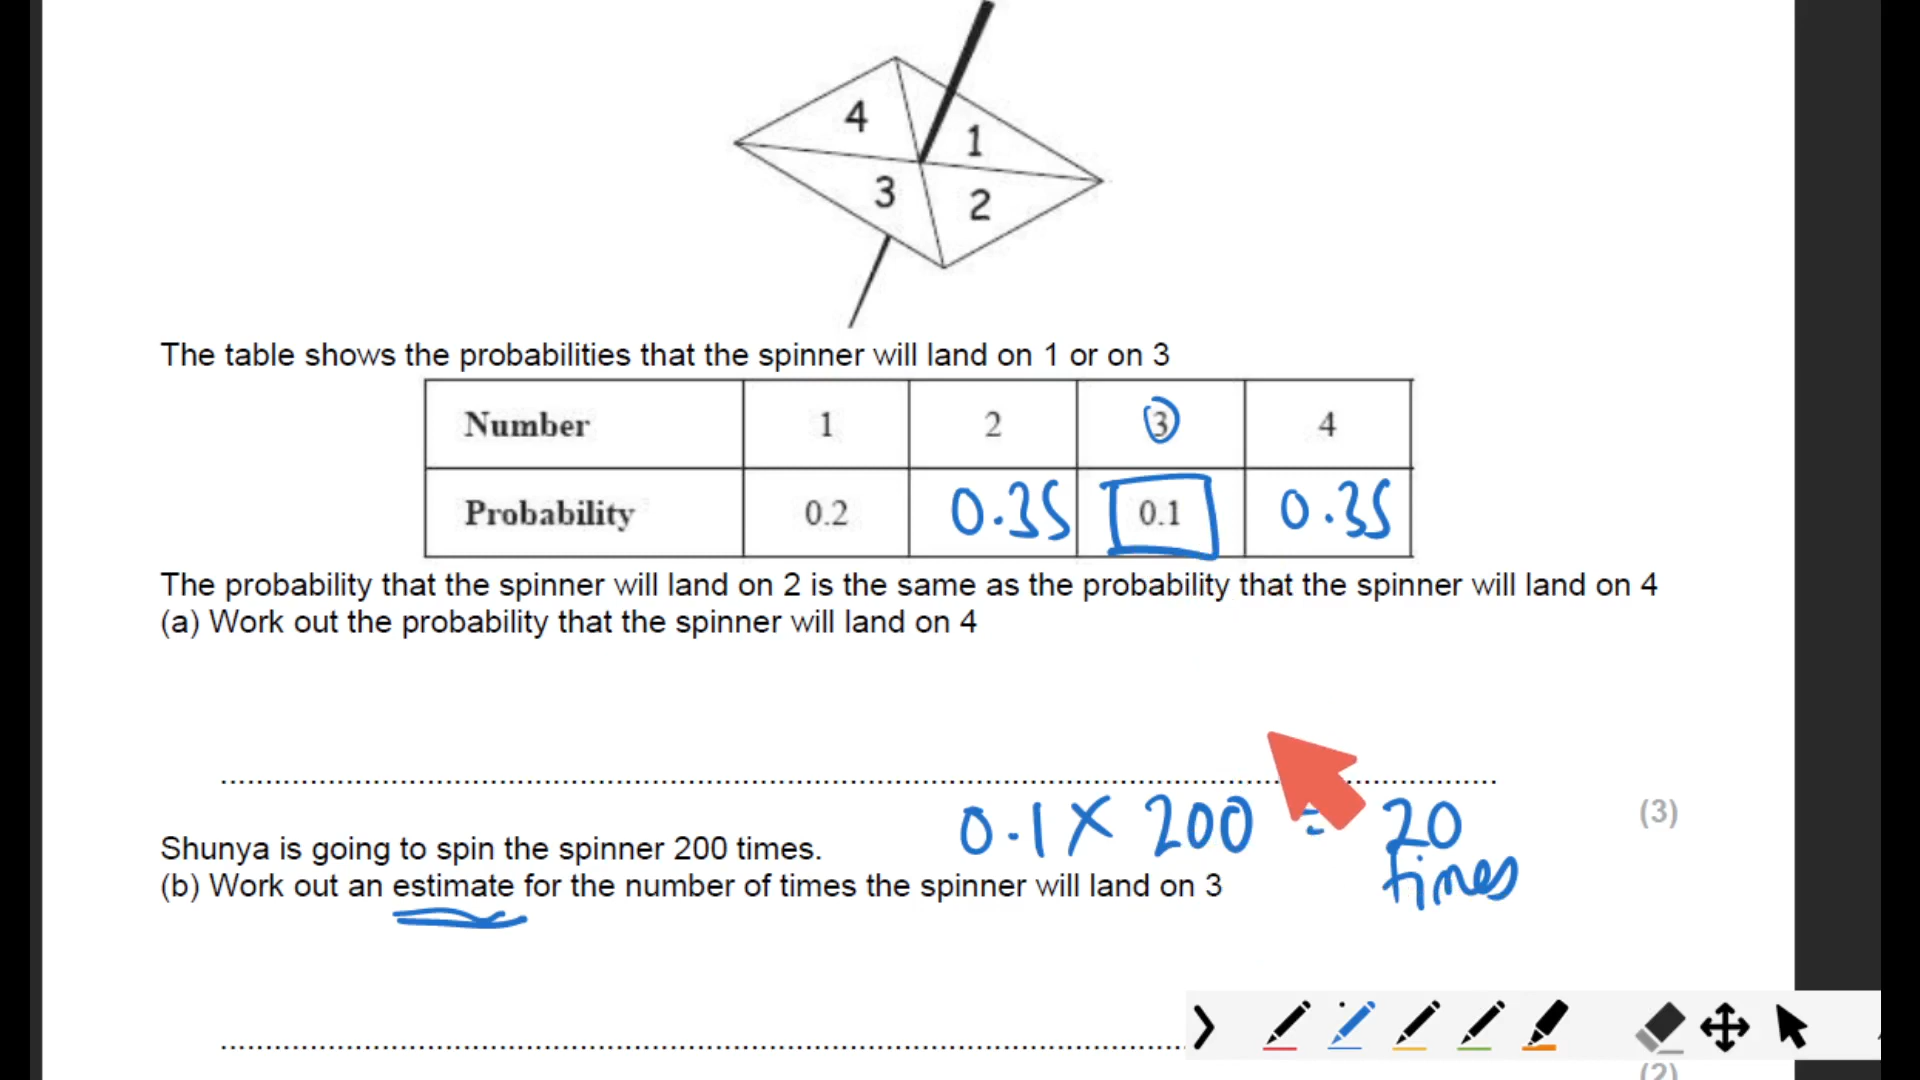 4
1
3
2
The table shows the probabilities that the spinner will land on 1 or on 3
Number 1 2 3 4
Probability 0.2 0.35 0.1 0.35
The probability that the spinner will land on 2 is the same as the probability that the spinner will land on 4
(a) Work out the probability that the spinner will land on 4
(3)
0.1 × 200 = 20
times
Shunya is going to spin the spinner 200 times.
(b) Work out an estimate for the number of times the spinner will land on 3
(2)